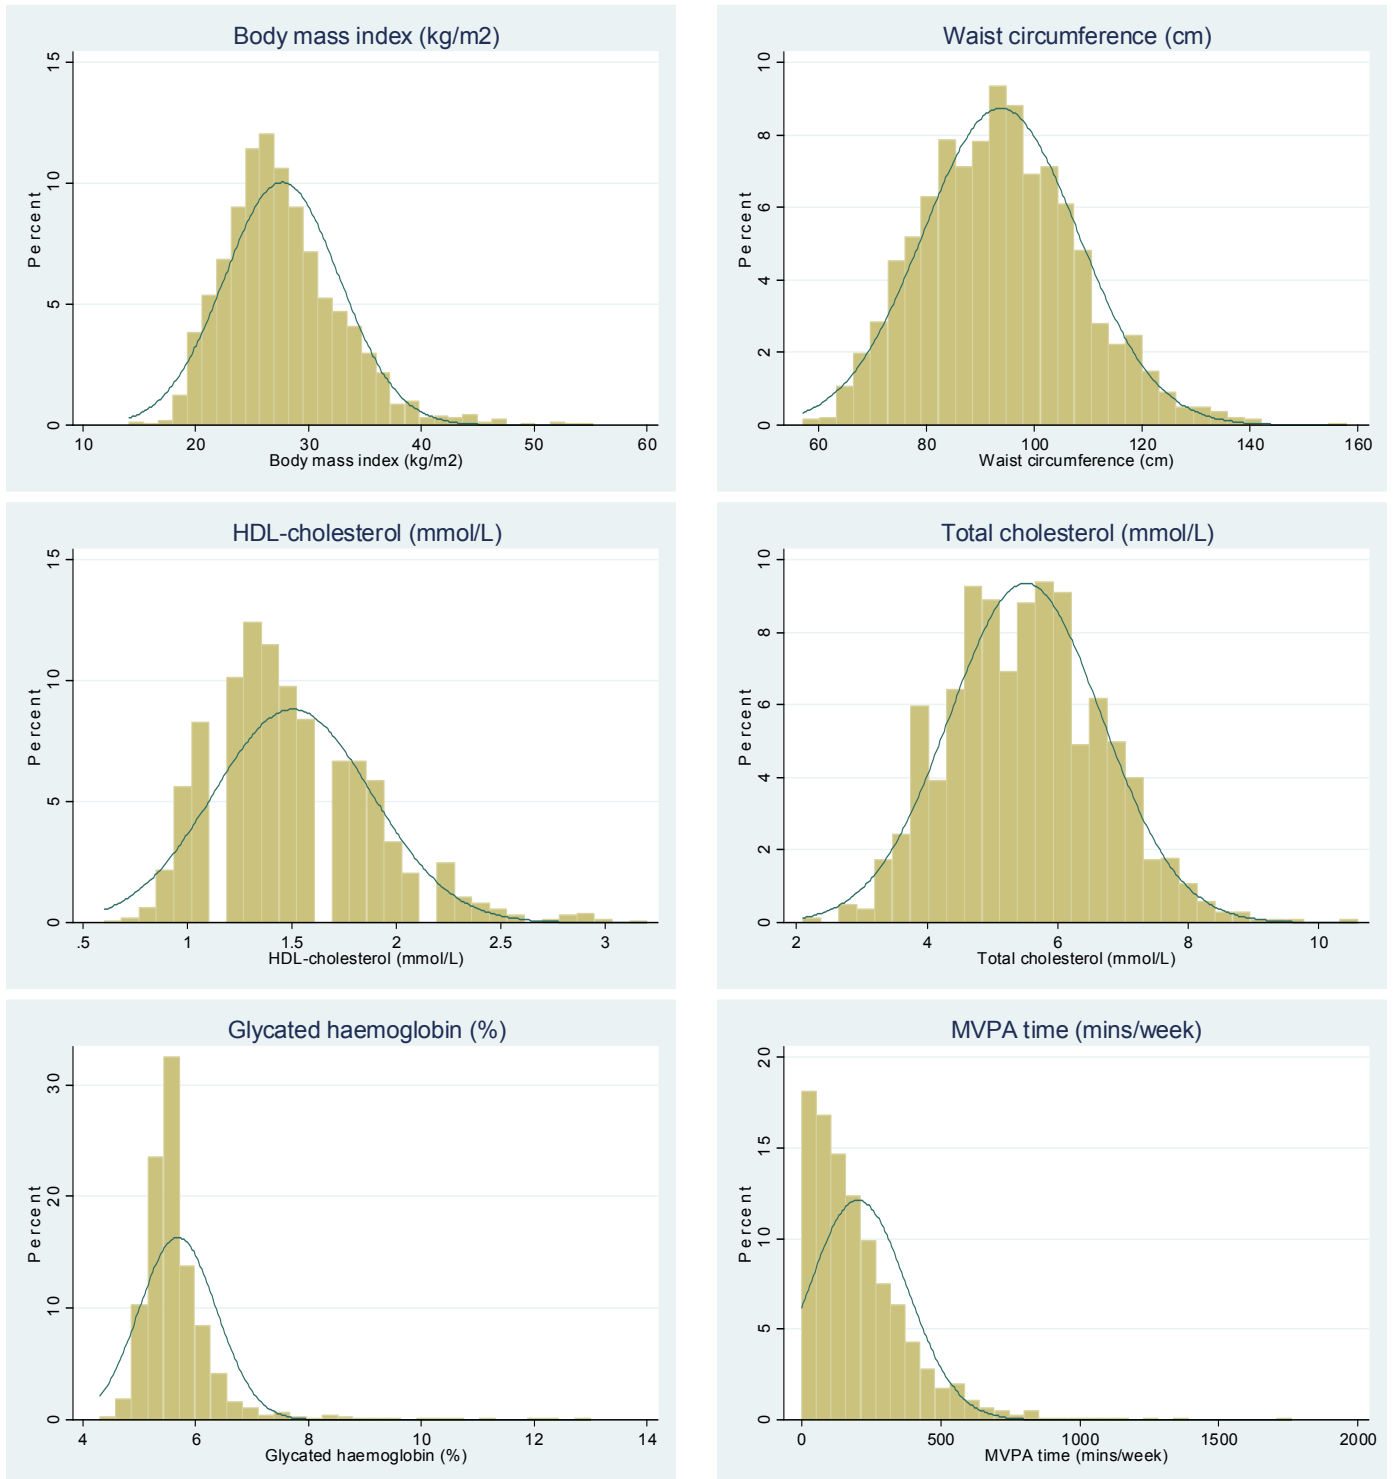 Body mass index (kg/m2)
Percent
15
10
5
0
10 20 30 40 50 60
Body mass index (kg/m2)
Waist circumference (cm)
Percent
10
8
6
4
2
0
60 80 100 120 140 160
Waist circumference (cm)
HDL-cholesterol (mmol/L)
Percent
15
10
5
0
.5 1 1.5 2 2.5 3
HDL-cholesterol (mmol/L)
Total cholesterol (mmol/L)
Percent
10
8
6
4
2
0
2 4 6 8 10
Total cholesterol (mmol/L)
Glycated haemoglobin (%)
Percent
30
20
10
0
4 6 8 10 12 14
Glycated haemoglobin (%)
MVPA time (mins/week)
Percent
20
15
10
5
0
0 500 1000 1500 2000
MVPA time (mins/week)